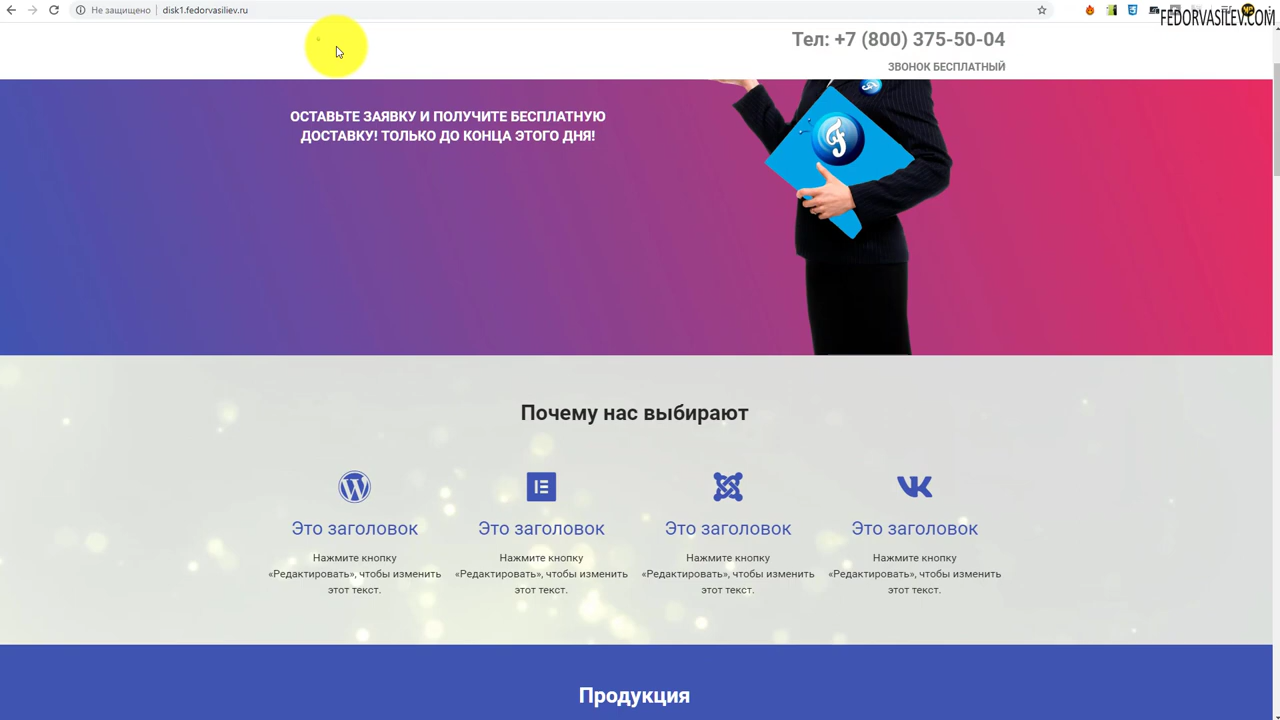 Не защищено
disk1.fedorvasiliev.ru
FEDORVASILEV.COM
Тел: +7 (800) 375-50-04
ЗВОНОК БЕСПЛАТНЫЙ
ОСТАВЬТЕ ЗАЯВКУ И ПОЛУЧИТЕ БЕСПЛАТНУЮ
ДОСТАВКУ! ТОЛЬКО ДО КОНЦА ЭТОГО ДНЯ!
F
Почему нас выбирают
Это заголовок
Нажмите кнопку
«Редактировать», чтобы изменить
этот текст.
Это заголовок
Нажмите кнопку
«Редактировать», чтобы изменить
этот текст.
Это заголовок
Нажмите кнопку
«Редактировать», чтобы изменить
этот текст.
Это заголовок
Нажмите кнопку
«Редактировать», чтобы изменить
этот текст.
Продукция